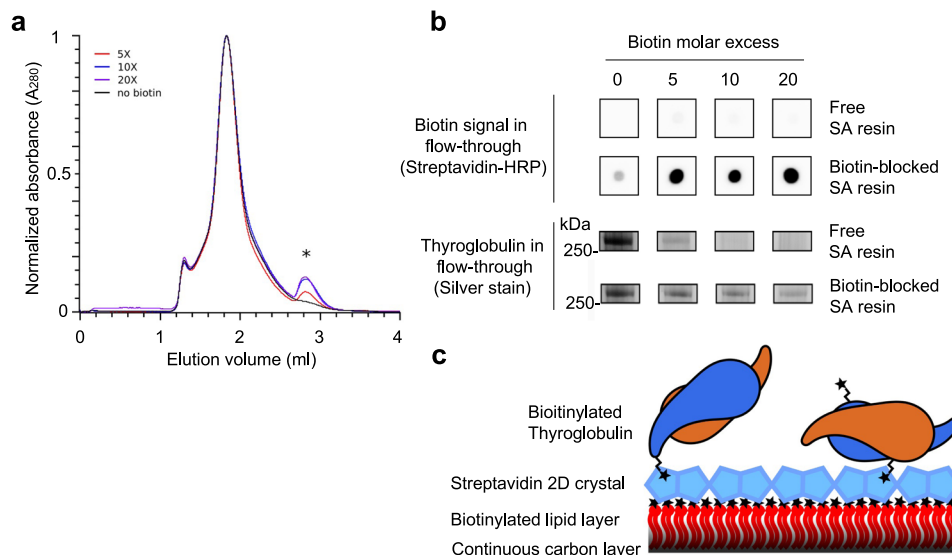 a
1
0.5
0
Normalized absorbance (A280)
5X
10X
20X
no biotin
*
0
1
2
3
4
Elution volume (ml)
b
Biotin molar excess
0
5
10
20
Biotin signal in
flow-through
(Streptavidin-HRP)
Free
SA resin
Biotin-blocked
SA resin
Thyroglobulin in
flow-through
(Silver stain)
kDa
250-
Free
SA resin
250-
Biotin-blocked
SA resin
c
Bioitinylated
Thyroglobulin
Streptavidin 2D crystal
Biotinylated lipid layer
Continuous carbon layer